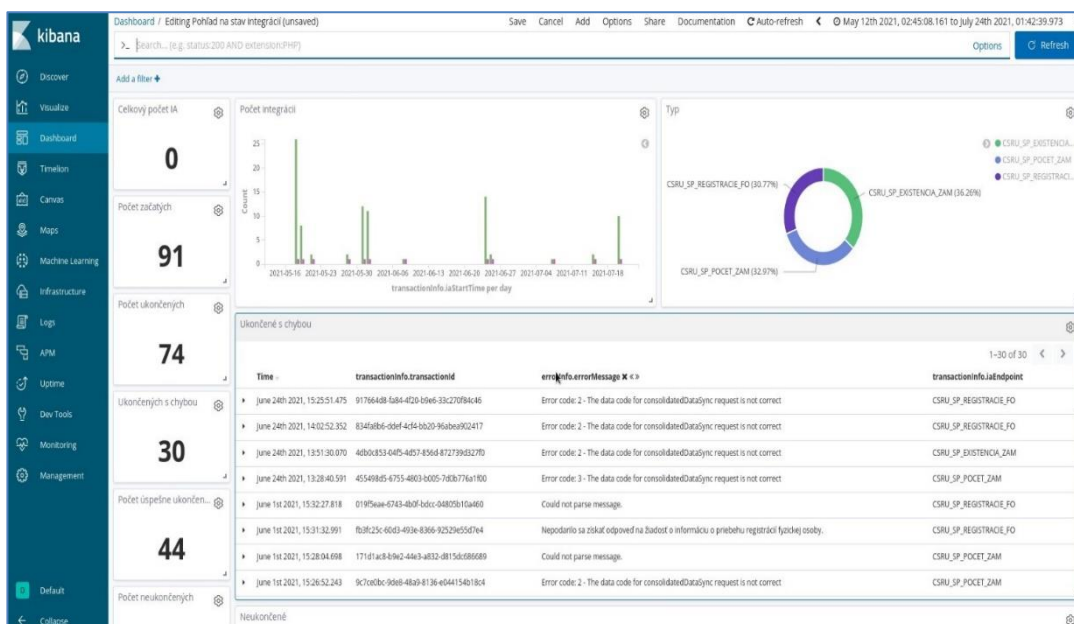 kibana
Discover
Visualize
Dashboard
Timelion
Canvas
Maps
Machine Learning
Infrastructure
Logs
APM
Uptime
Dev Tools
Monitoring
Management
Default
Collapse
Dashboard / Editing Pohľad na stav integrácií (unsaved)
Save Cancel Add Options Share Documentation Auto-refresh May 12th 2021, 02:45:08.161 to July 24th 2021, 01:42:39.973
>_ Search... (e.g. status:200 AND extension:PHP) Options Refresh
Add a filter +
Celkový počet IA
0
Počet začatých
91
Počet ukončených
74
Ukončených s chybou
30
Počet úspešne ukončen...
44
Počet neukončených
Počet integrácií
Count
25
20
15
10
5
0
2021-05-16 2021-05-23 2021-05-30 2021-06-06 2021-06-13 2021-06-20 2021-06-27 2021-07-04 2021-07-11 2021-07-18
transactionInfo.iaStartTime per day
Typ
CSRU_SP_REGISTRACIE_FO (30.77%)
CSRU_SP_EXISTENCIA_ZAM (36.26%)
CSRU_SP_POCET_ZAM (32.97%)
CSRU_SP_EXISTENCIA...
CSRU_SP_POCET_ZAM
CSRU_SP_REGISTRACI...
Ukončené s chybou
1–30 of 30
Time transactionInfo.transactionId errorInfo.errorMessage transactionInfo.iaEndpoint
June 24th 2021, 15:25:51.475 917664d8-fa84-4f20-b9e6-33c270f84c46 Error code: 2 - The data code for consolidatedDataSync request is not correct CSRU_SP_REGISTRACIE_FO
June 24th 2021, 14:02:52.352 834fa8b6-ddef-4cf4-bb20-96abea902417 Error code: 2 - The data code for consolidatedDataSync request is not correct CSRU_SP_REGISTRACIE_FO
June 24th 2021, 13:51:30.070 4db0c853-04f5-4d57-856d-872739d327f0 Error code: 2 - The data code for consolidatedDataSync request is not correct CSRU_SP_EXISTENCIA_ZAM
June 24th 2021, 13:28:40.591 455498d5-6755-4803-b005-7d0b776a1f00 Error code: 3 - The data code for consolidatedDataSync request is not correct CSRU_SP_POCET_ZAM
June 1st 2021, 15:32:27.818 019f5eae-6743-4b0f-bdcc-04805b10a460 Could not parse message. CSRU_SP_REGISTRACIE_FO
June 1st 2021, 15:31:32.991 fb3fc25c-60d3-493e-8366-92529e55d7e4 Nepodarilo sa získať odpoveď na žiadosť o informáciu o priebehu registrácií fyzickej osoby. CSRU_SP_REGISTRACIE_FO
June 1st 2021, 15:28:04.698 171d1ac8-b9e2-44e3-a832-d815dc686689 Could not parse message. CSRU_SP_POCET_ZAM
June 1st 2021, 15:26:52.243 9c7ce0bc-9de8-48a9-8136-e044154b18c4 Error code: 2 - The data code for consolidatedDataSync request is not correct CSRU_SP_POCET_ZAM
Neukončené